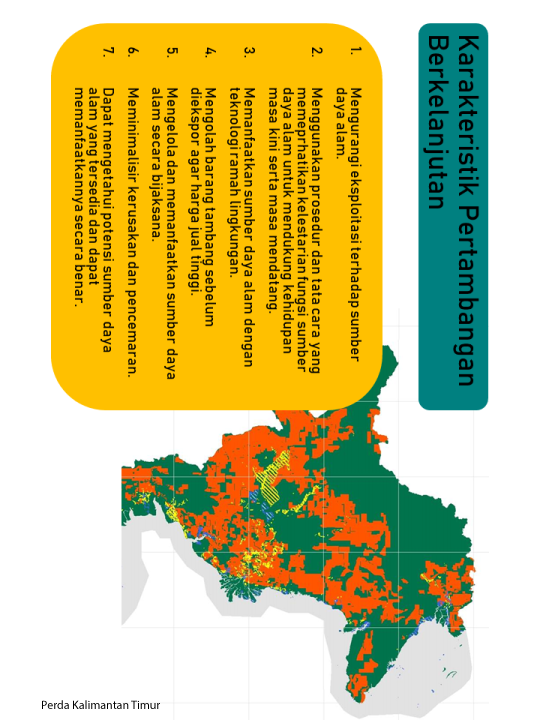 Karakteristik Pertambangan
Berkelanjutan
1. Mengurangi eksploitasi terhadap sumber
daya alam.
2. Menggunakan prosedur dan tata cara yang
memeprhatikan kelestarian fungsi sumber
daya alam untuk mendukung kehidupan
masa kini serta masa mendatang.
3. Memanfaatkan sumber daya alam dengan
teknologi ramah lingkungan.
4. Mengolah barang tambang sebelum
diekspor agar harga jual tinggi.
5. Mengelola dan memanfaatkan sumber daya
alam secara bijaksana.
6. Meminimalisir kerusakan dan pencemaran.
7. Dapat mengetahui potensi sumber daya
alam yang tersedia dan dapat
memanfaatkannya secara benar.
Perda Kalimantan Timur